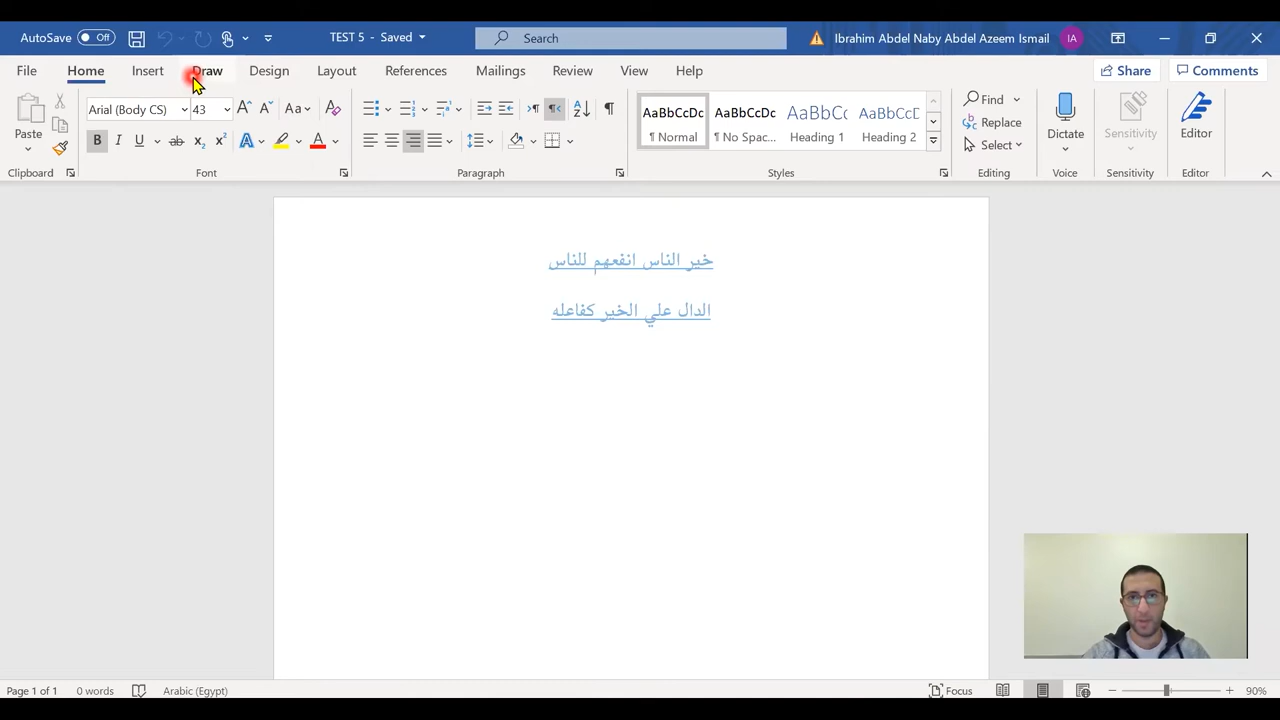 AutoSave Off TEST 5 - Saved Search Ibrahim Abdel Naby Abdel Azeem Ismail IA
File Home Insert Draw Design Layout References Mailings Review View Help Share Comments
Paste
Clipboard
Arial (Body CS) 43
Font
Paragraph
AaBbCcDc AaBbCcDc AaBbCc AaBbCcD
¶ Normal ¶ No Spac... Heading 1 Heading 2
Styles
Find
Replace
Select
Editing
Dictate
Voice
Sensitivity
Sensitivity
Editor
Editor
خير الناس انفعهم للناس
الدال علي الخير كفاعله
Page 1 of 1 0 words Arabic (Egypt) Focus 90%